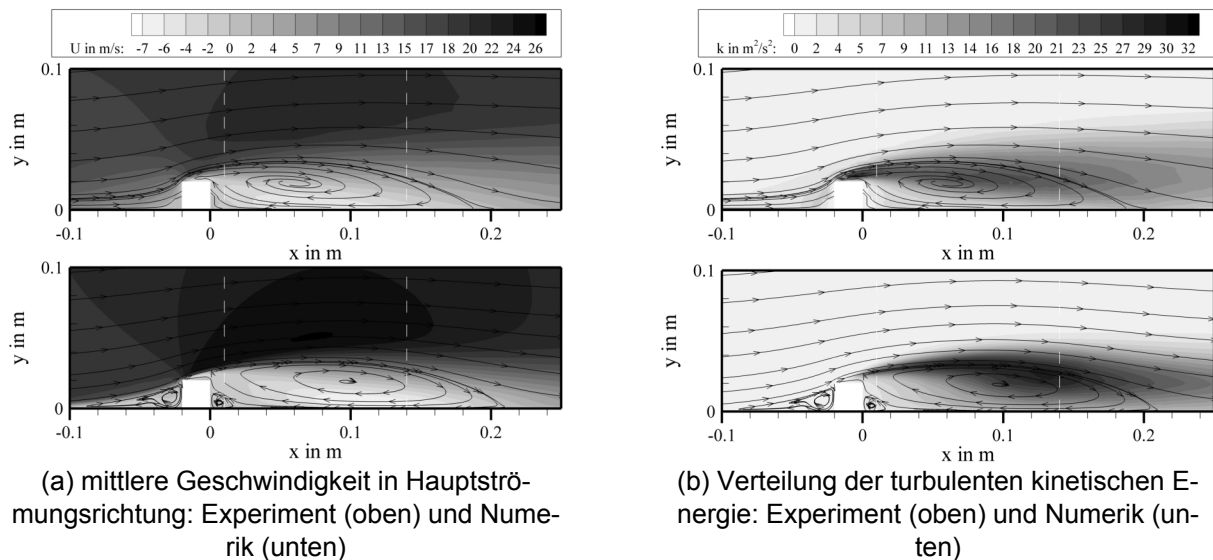 U in m/s: -7 -6 -4 -2 0 2 5 7 9 11 13 15 17 18 20 22 24 26
0.1
y in m
0
-0.1 0 0.1 0.2
x in m
0.1
y in m
0
-0.1 0 0.1 0.2
x in m
(a) mittlere Geschwindigkeit in Hauptströ-
mungsrichtung: Experiment (oben) und Nume-
rik (unten)
k in m²/s²: 0 2 4 5 7 9 11 13 14 16 18 20 21 23 25 27 29 30 32
0.1
y in m
0
-0.1 0 0.1 0.2
x in m
0.1
y in m
0
-0.1 0 0.1 0.2
x in m
(b) Verteilung der turbulenten kinetischen E-
nergie: Experiment (oben) und Numerik (un-
ten)